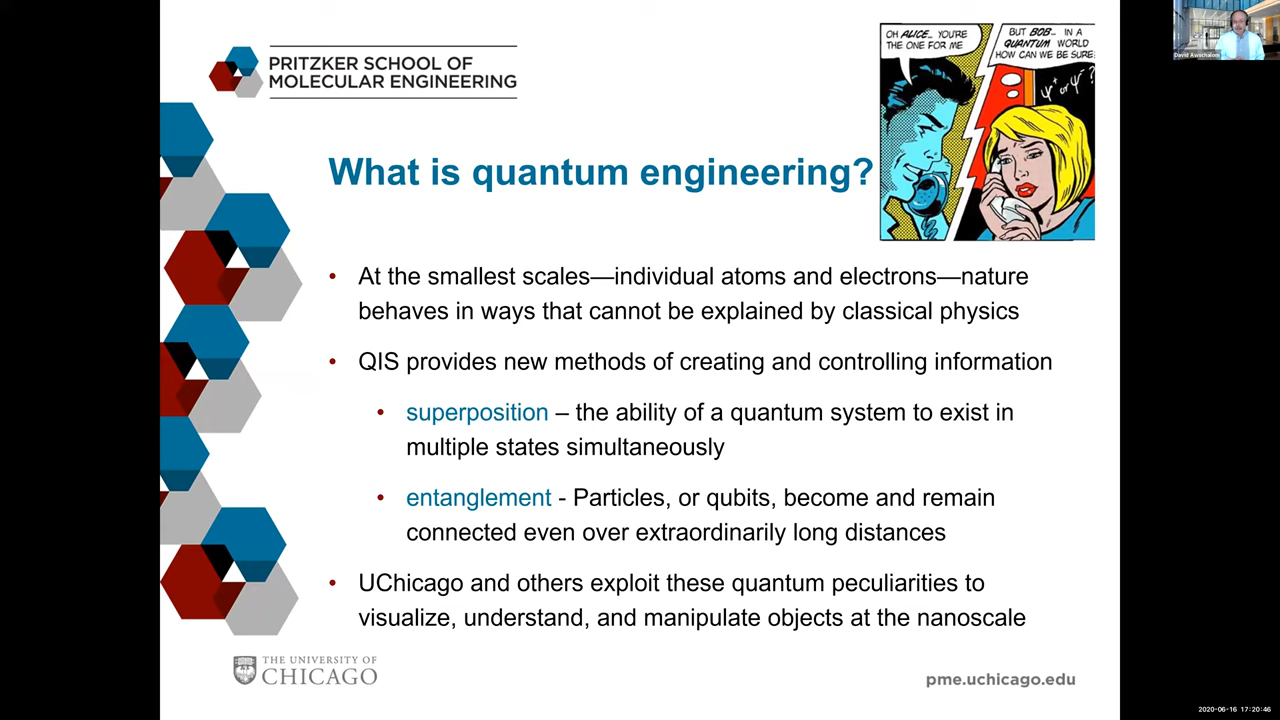 PRITZKER SCHOOL OF
MOLECULAR ENGINEERING
OH ALICE... YOU'RE
THE ONE FOR ME
BUT BOB... IN A
QUANTUM WORLD
HOW CAN WE BE SURE
ψ⁺ or ψ⁻?
David Awschalom
What is quantum engineering?
• At the smallest scales—individual atoms and electrons—nature
behaves in ways that cannot be explained by classical physics
• QIS provides new methods of creating and controlling information
• superposition – the ability of a quantum system to exist in
multiple states simultaneously
• entanglement - Particles, or qubits, become and remain
connected even over extraordinarily long distances
• UChicago and others exploit these quantum peculiarities to
visualize, understand, and manipulate objects at the nanoscale
THE UNIVERSITY OF
CHICAGO
pme.uchicago.edu
2020-06-16 17:20:46